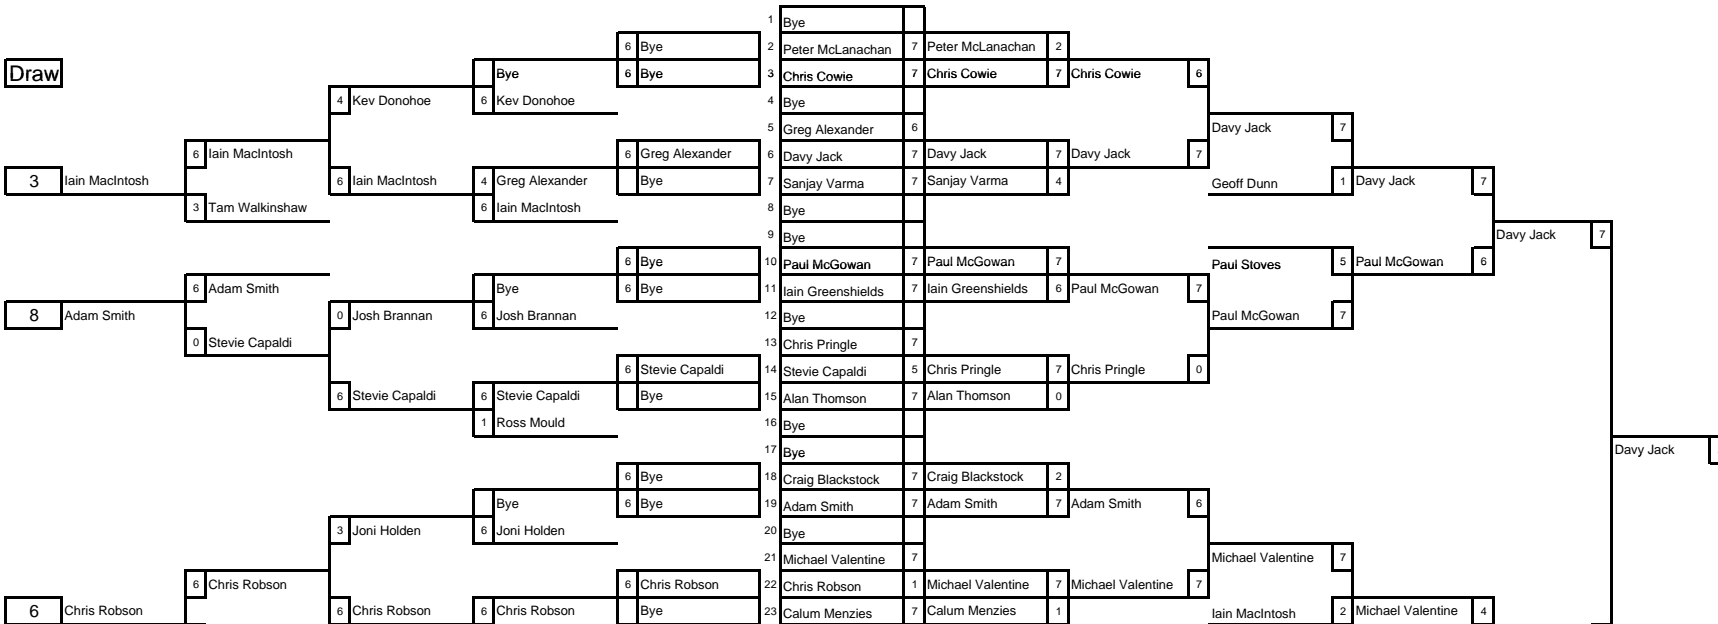 1 Bye
6 Bye 2 Peter McLanachan 7 Peter McLanachan 2
Draw Bye 6 Bye 3 Chris Cowie 7 Chris Cowie 7 Chris Cowie 6
4 Kev Donohoe 6 Kev Donohoe 4 Bye
5 Greg Alexander 6 Davy Jack 7
6 Iain MacIntosh 6 Greg Alexander 6 Davy Jack 7 Davy Jack 7 Davy Jack 7
3 Iain MacIntosh 6 Iain MacIntosh 4 Greg Alexander Bye 7 Sanjay Varma 7 Sanjay Varma 4 Geoff Dunn 1 Davy Jack 7
3 Tam Walkinshaw 6 Iain MacIntosh 8 Bye
9 Bye Davy Jack 7
6 Bye 10 Paul McGowan 7 Paul McGowan 7 Paul Stoves 5 Paul McGowan 6
6 Adam Smith Bye 6 Bye 11 Iain Greenshields 7 Iain Greenshields 6 Paul McGowan 7
8 Adam Smith 0 Josh Brannan 6 Josh Brannan 12 Bye Paul McGowan 7
0 Stevie Capaldi 13 Chris Pringle 7
6 Stevie Capaldi 14 Stevie Capaldi 5 Chris Pringle 7 Chris Pringle 0
6 Stevie Capaldi 6 Stevie Capaldi Bye 15 Alan Thomson 7 Alan Thomson 0
1 Ross Mould 16 Bye
17 Bye Davy Jack
6 Bye 18 Craig Blackstock 7 Craig Blackstock 2
Bye 6 Bye 19 Adam Smith 7 Adam Smith 7 Adam Smith 6
3 Joni Holden 6 Joni Holden 20 Bye
21 Michael Valentine 7 Michael Valentine 7
6 Chris Robson 6 Chris Robson 22 Chris Robson 1 Michael Valentine 7 Michael Valentine 7
6 Chris Robson 6 Chris Robson 6 Chris Robson Bye 23 Calum Menzies 7 Calum Menzies 1 Iain MacIntosh 2 Michael Valentine 4